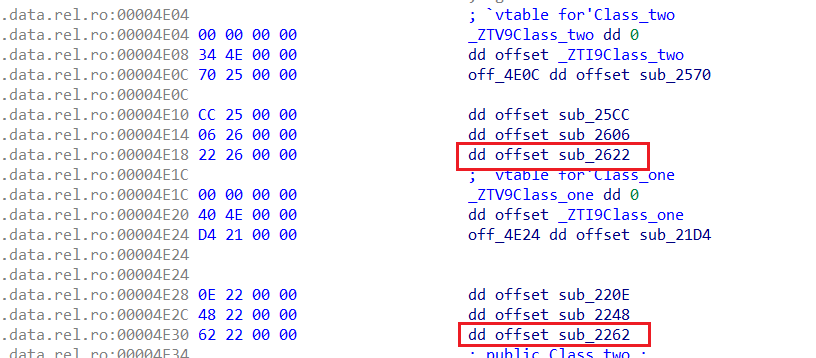 .data.rel.ro:00004E04 ; `vtable for'Class_two
.data.rel.ro:00004E04 00 00 00 00 _ZTV9Class_two dd 0
.data.rel.ro:00004E08 34 4E 00 00 dd offset _ZTI9Class_two
.data.rel.ro:00004E0C 70 25 00 00 off_4E0C dd offset sub_2570
.data.rel.ro:00004E0C
.data.rel.ro:00004E10 CC 25 00 00 dd offset sub_25CC
.data.rel.ro:00004E14 06 26 00 00 dd offset sub_2606
.data.rel.ro:00004E18 22 26 00 00 dd offset sub_2622
.data.rel.ro:00004E1C ; `vtable for'Class_one
.data.rel.ro:00004E1C 00 00 00 00 _ZTV9Class_one dd 0
.data.rel.ro:00004E20 40 4E 00 00 dd offset _ZTI9Class_one
.data.rel.ro:00004E24 D4 21 00 00 off_4E24 dd offset sub_21D4
.data.rel.ro:00004E24
.data.rel.ro:00004E24
.data.rel.ro:00004E28 0E 22 00 00 dd offset sub_220E
.data.rel.ro:00004E2C 48 22 00 00 dd offset sub_2248
.data.rel.ro:00004E30 62 22 00 00 dd offset sub_2262
.data.rel.ro:00004E34 ; public Class_two :